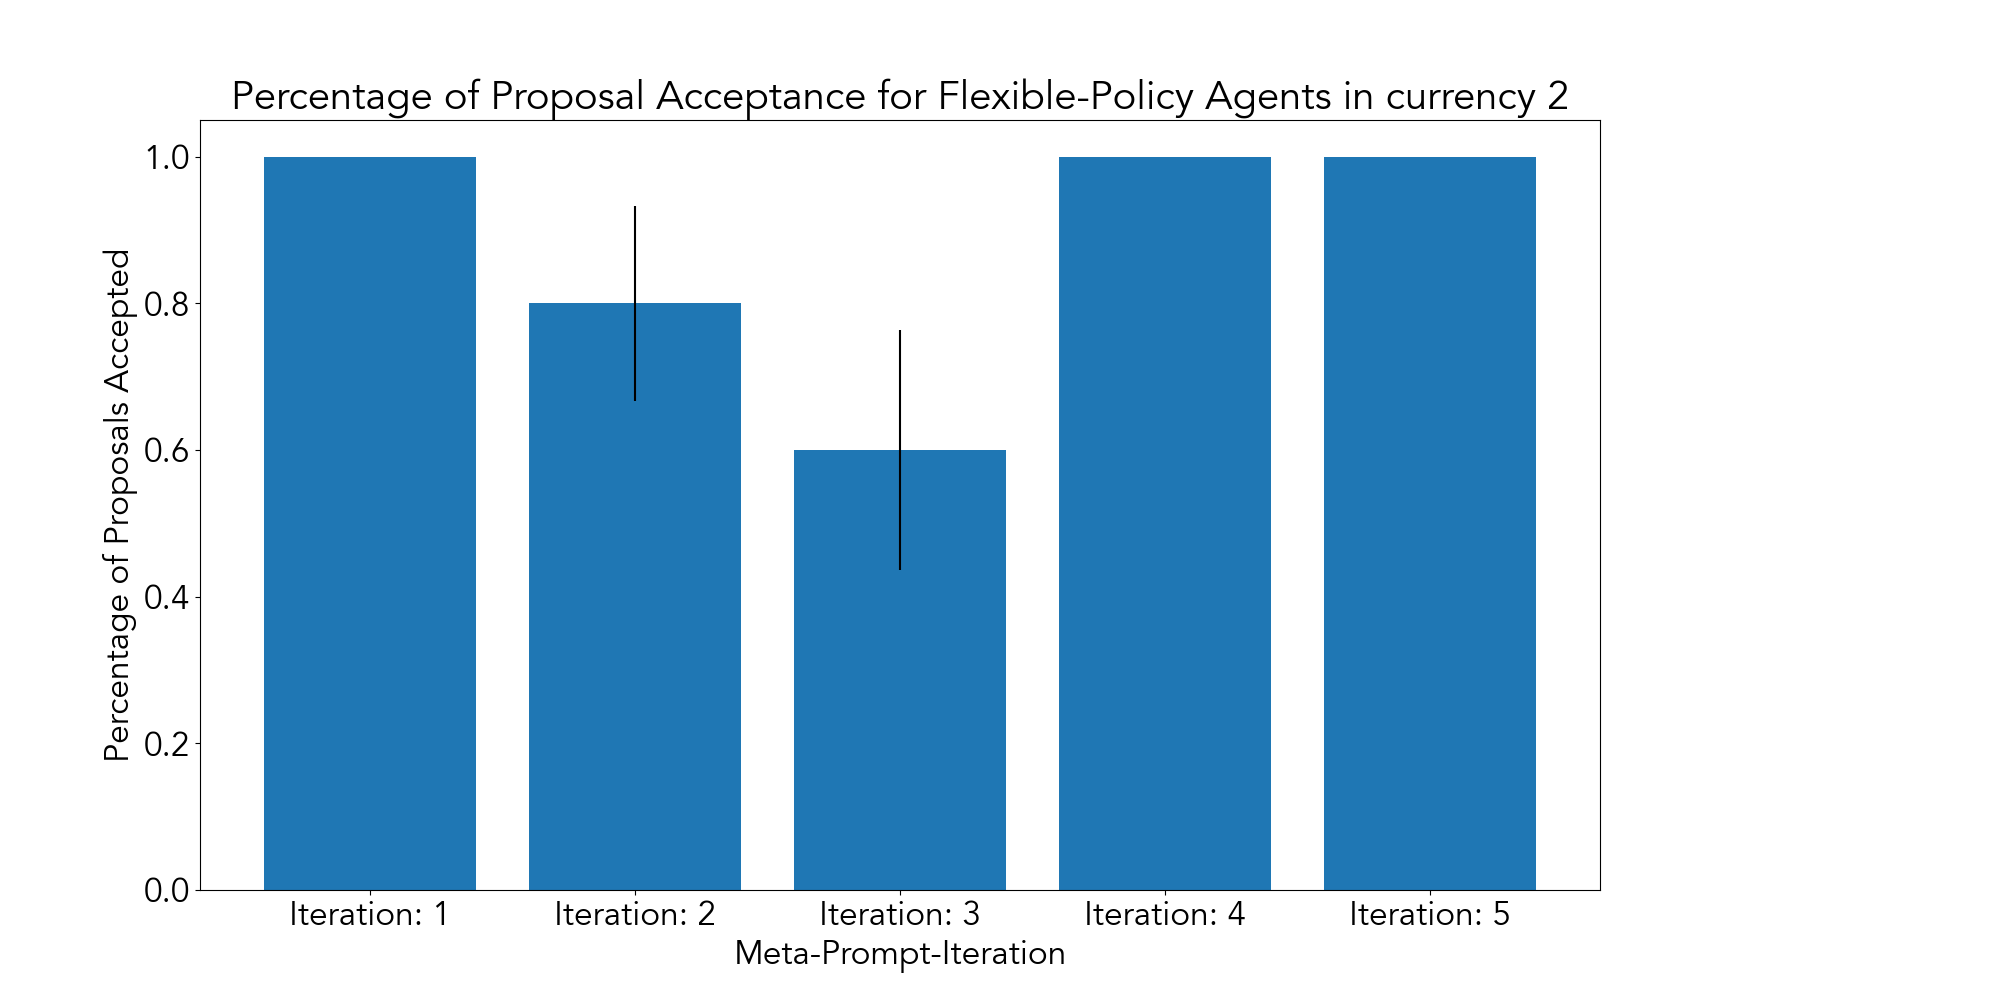 Percentage of Proposal Acceptance for Flexible-Policy Agents in currency 2
Percentage of Proposals Accepted
1.0
0.8
0.6
0.4
0.2
0.0
Iteration: 1 Iteration: 2 Iteration: 3 Iteration: 4 Iteration: 5
Meta-Prompt-Iteration